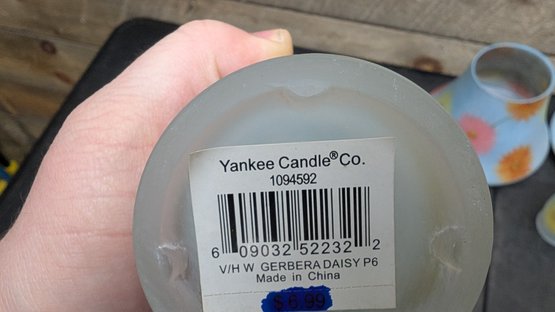 Yankee Candle® Co.
1094592
6 09032 52232 2
V/H W GERBERA DAISY P6
Made in China
$6.99